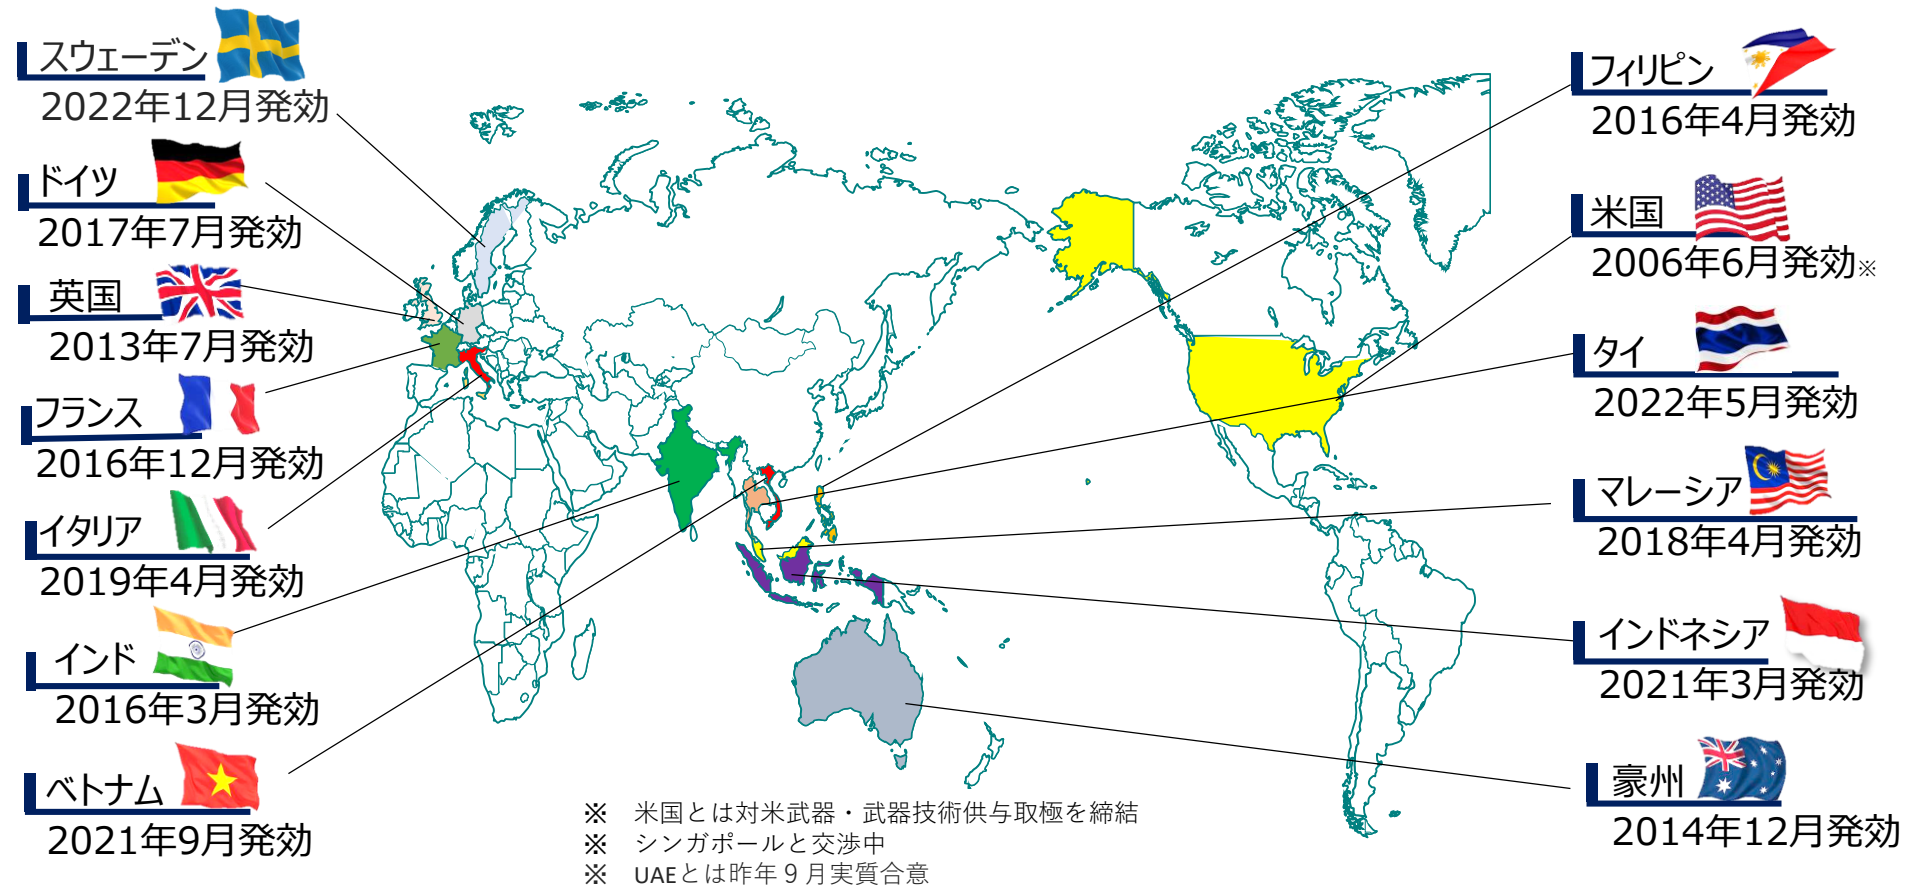 スウェーデン
2022年12月発効
ドイツ
2017年7月発効
英国
2013年7月発効
フランス
2016年12月発効
イタリア
2019年4月発効
インド
2016年3月発効
ベトナム
2021年9月発効
フィリピン
2016年4月発効
米国
2006年6月発効※
タイ
2022年5月発効
マレーシア
2018年4月発効
インドネシア
2021年3月発効
豪州
2014年12月発効
※ 米国とは対米武器・武器技術供与取極を締結
※ シンガポールと交渉中
※ UAEとは昨年９月実質合意